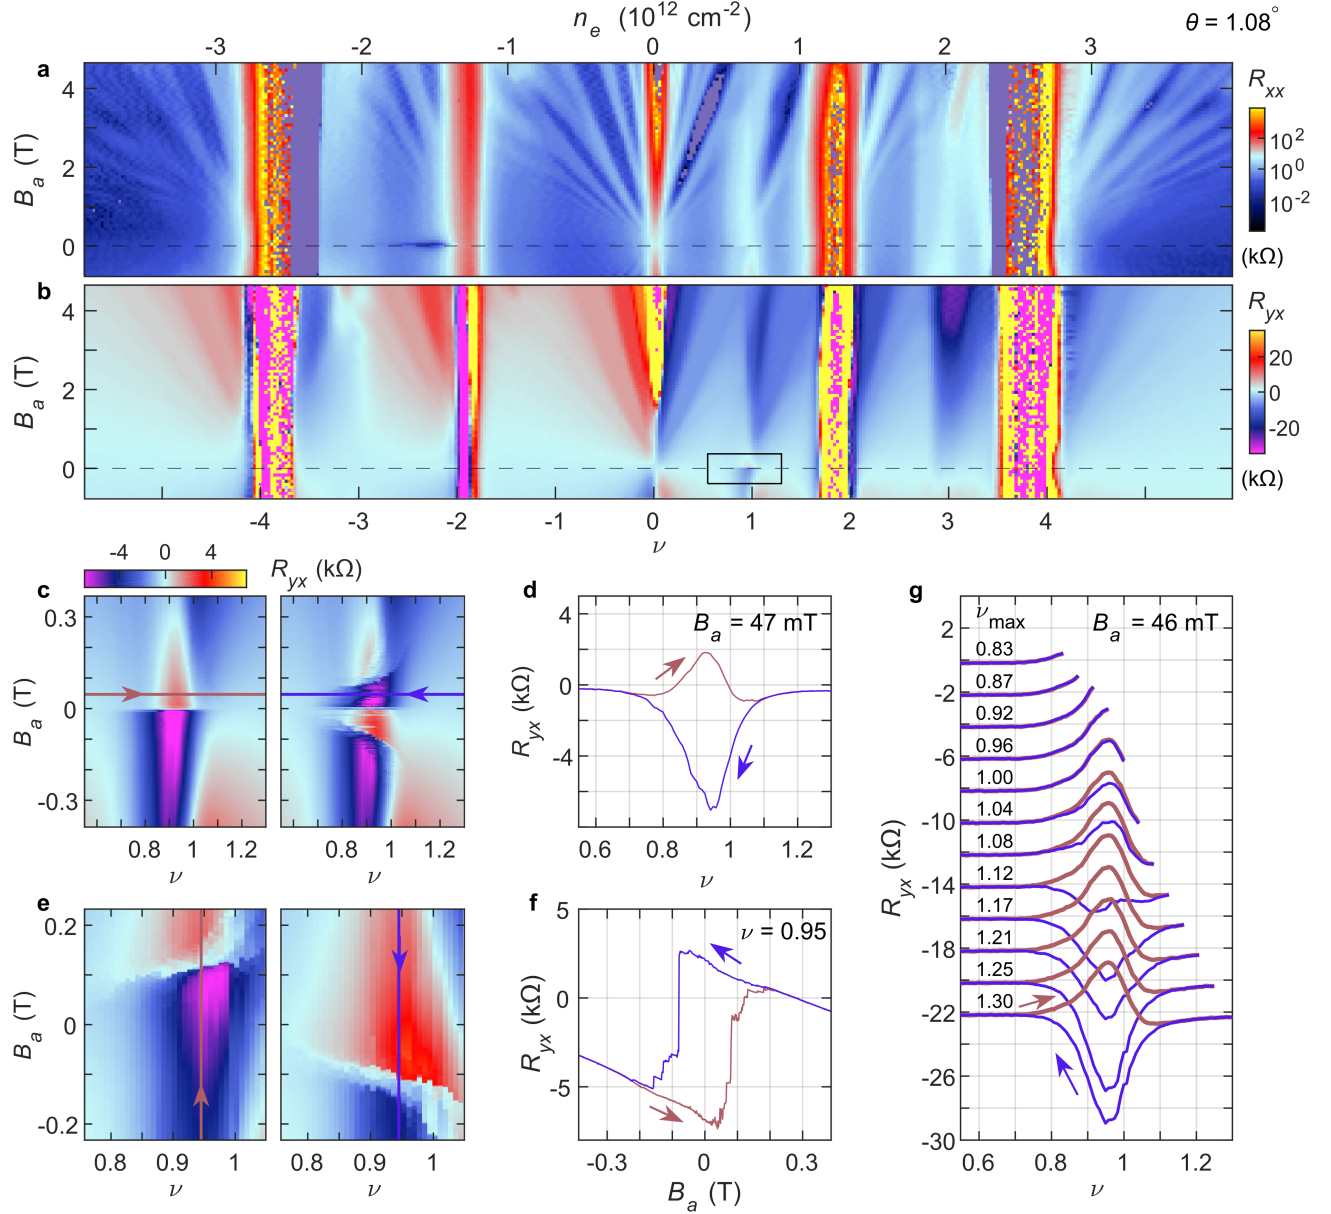 n_e (10^12 cm^-2)
θ = 1.08°
-3 -2 -1 0 1 2 3
a
B_a (T)
4
2
0
R_xx
10^2
10^0
10^-2
(kΩ)
b
B_a (T)
4
2
0
R_yx
20
0
-20
(kΩ)
-4 -3 -2 -1 0 1 2 3 4
ν
-4 0 4
R_yx (kΩ)
c
B_a (T)
0.3
0
-0.3
0.8 1 1.2
ν
0.8 1 1.2
ν
d
B_a = 47 mT
R_yx (kΩ)
4
0
-4
0.6 0.8 1 1.2
ν
e
B_a (T)
0.2
0
-0.2
0.8 0.9 1
ν
0.8 0.9 1
ν
f
ν = 0.95
R_yx (kΩ)
5
0
-5
-0.3 0 0.3
B_a (T)
g
ν_max
B_a = 46 mT
0.83
0.87
0.92
0.96
1.00
1.04
1.08
1.12
1.17
1.21
1.25
1.30
R_yx (kΩ)
2
-2
-6
-10
-14
-18
-22
-26
-30
0.8 1 1.2
ν